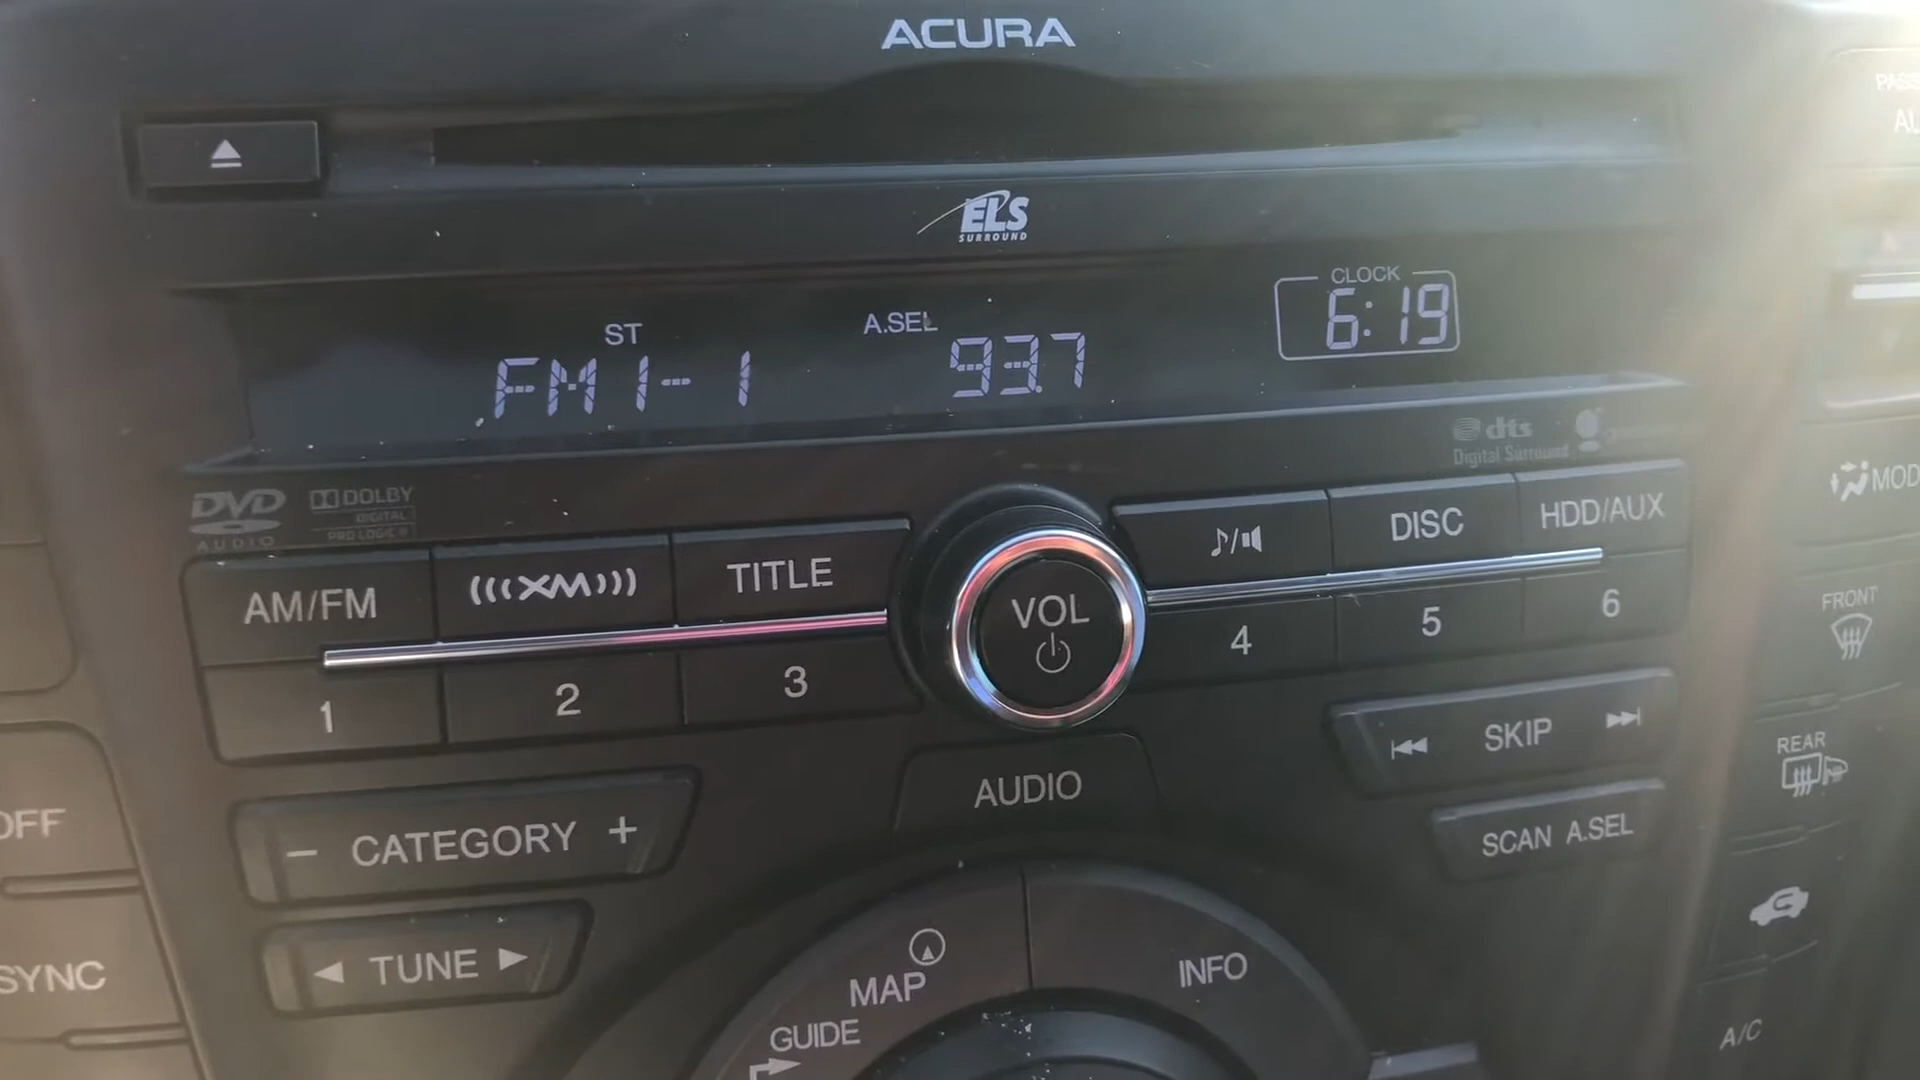 ACURA
ELS
SURROUND
CLOCK
6:19
ST
A.SEL
FM1-1
93.7
dts
Digital Surround
DVD
AUDIO
DOLBY
DIGITAL
PRO LOGIC II
AM/FM
XM
TITLE
DISC
HDD/AUX
VOL
1
2
3
4
5
6
SKIP
AUDIO
- CATEGORY +
SCAN A.SEL
TUNE
MAP
INFO
GUIDE
OFF
SYNC
FRONT
REAR
A/C